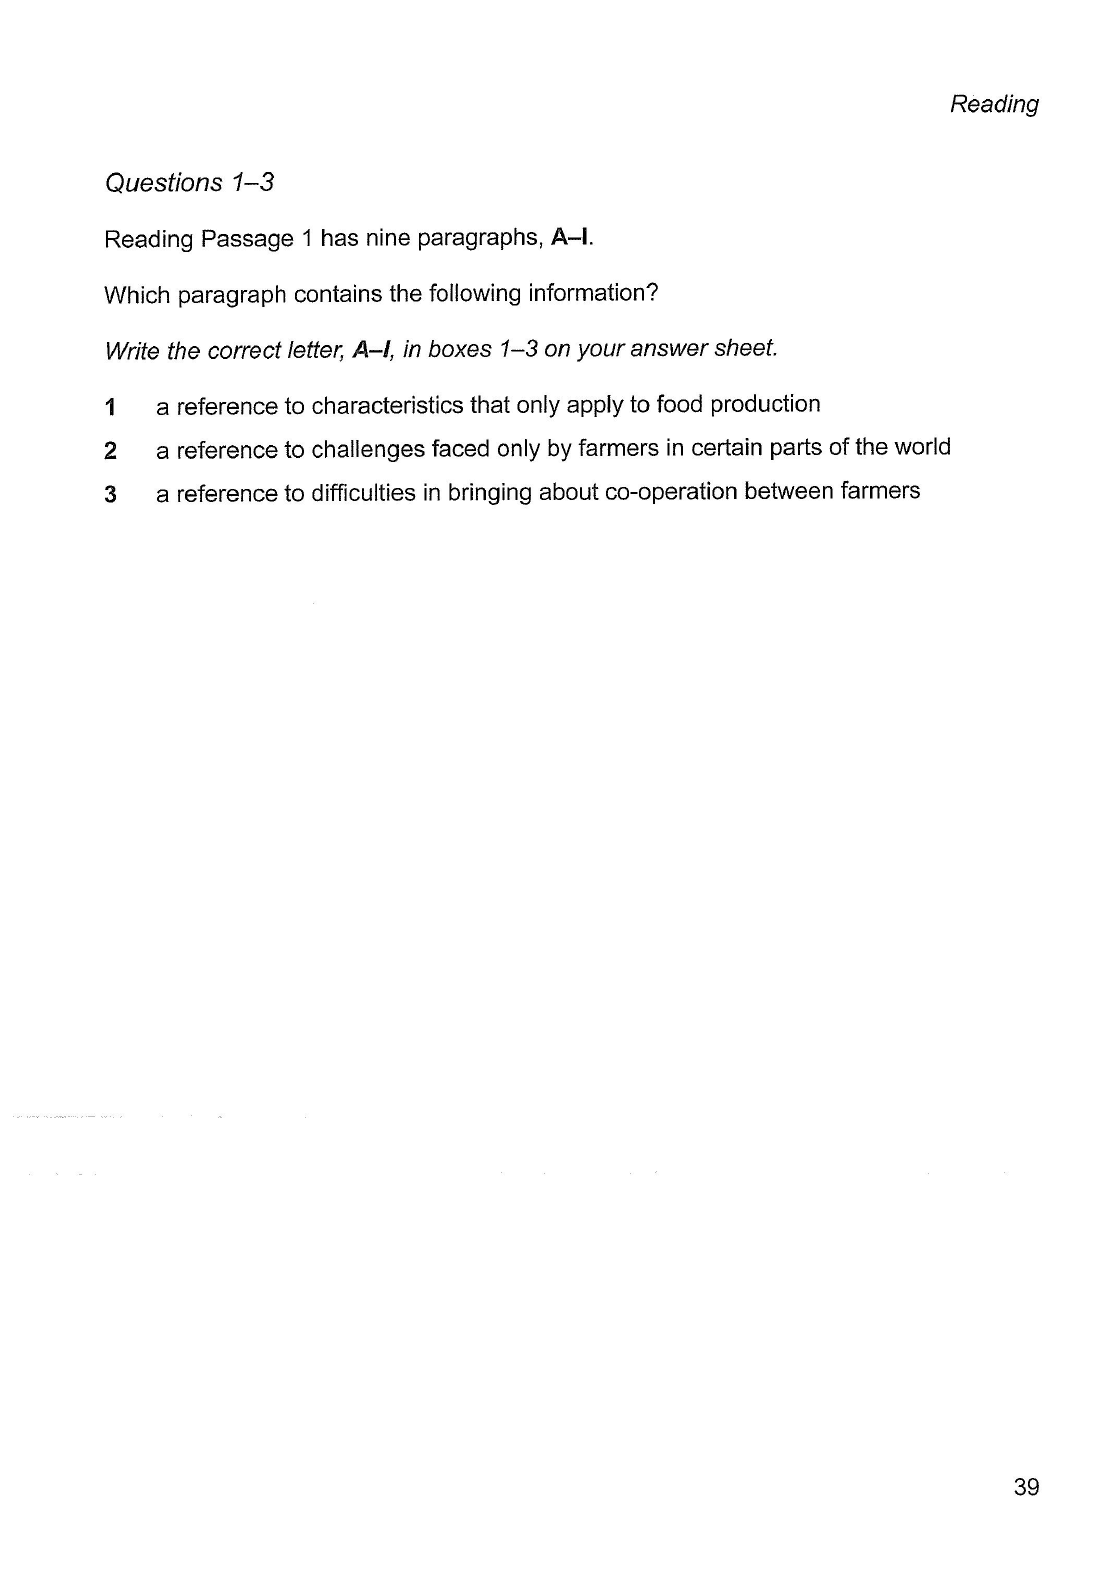 Reading
Questions 1–3
Reading Passage 1 has nine paragraphs, A–I.
Which paragraph contains the following information?
Write the correct letter, A–I, in boxes 1–3 on your answer sheet.
1 a reference to characteristics that only apply to food production
2 a reference to challenges faced only by farmers in certain parts of the world
3 a reference to difficulties in bringing about co-operation between farmers
39